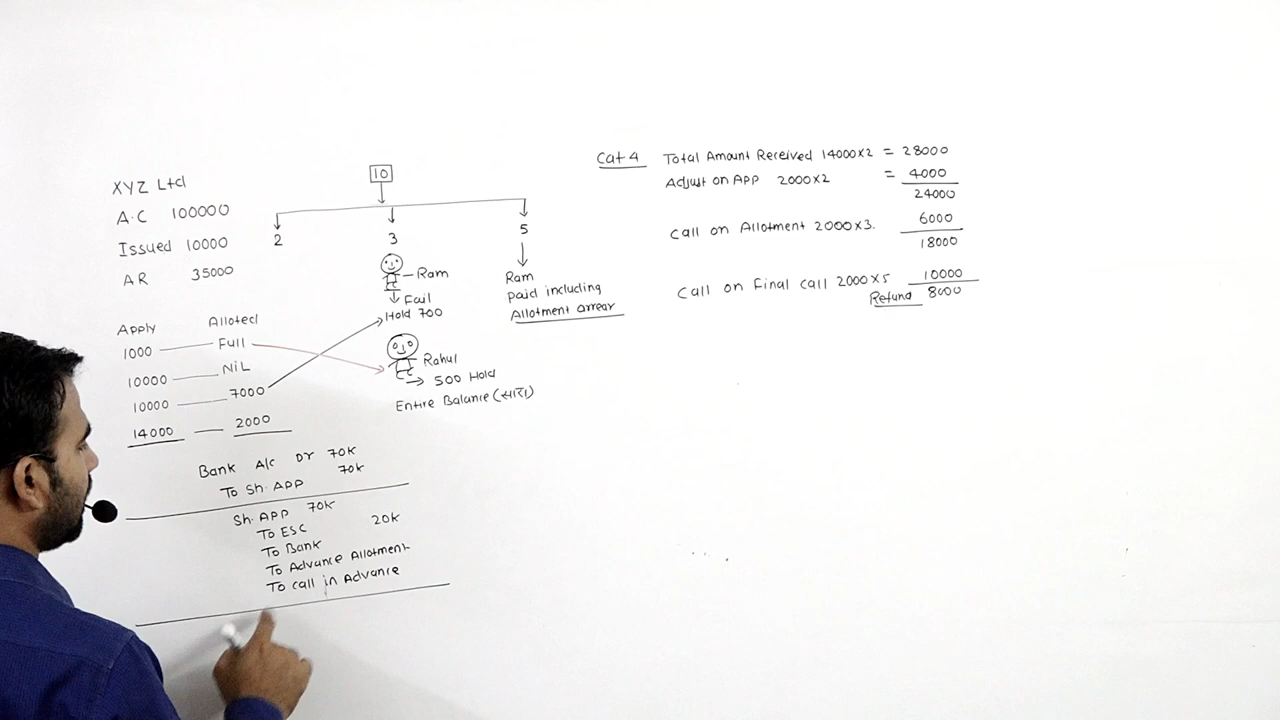 XYZ Ltd
A.C 100000
Issued 10000
AR 35000
Apply Alloted
1000 Full
10000 NiL
10000 7000
14000 2000
10
2 3 5
Ram
Fail
Hold 700
Rahul
500 Hold
Entire Balance (सारा)
Ram
paid including
Allotment arrear
Bank A/c Dr 70K
To Sh. APP 70K
Sh. APP 70K
To ESC 20K
To Bank
To Advance Allotment
To call in Advance
Cat 4 Total Amount Received 14000x2 = 28000
Adjust on APP 2000x2 = 4000
24000
Call on Allotment 2000x3. 6000
18000
Call on Final Call 2000x5 10000
Refund 8000